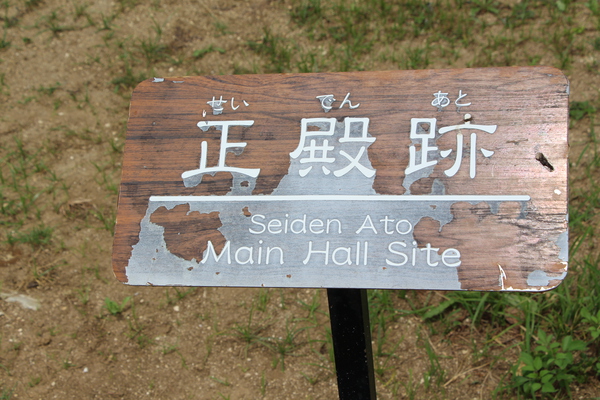 せい でん あと
正殿跡
Seiden Ato
Main Hall Site